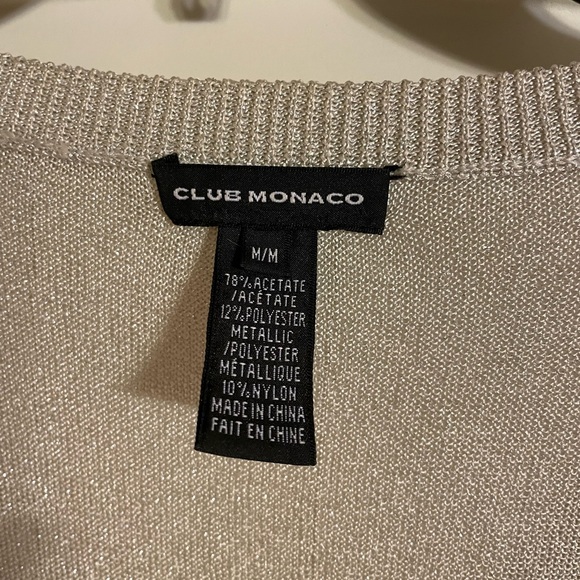 CLUB MONACO
M/M
78%ACETATE
/ACÉTATE
12%POLYESTER
METALLIC
/POLYESTER
MÉTALLIQUE
10%NYLON
MADE IN CHINA
FAIT EN CHINE